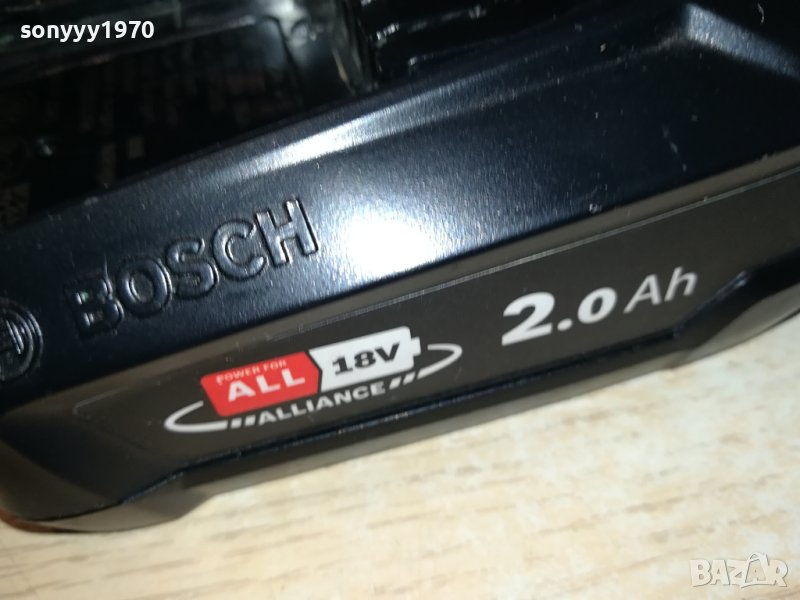 sonyyy1970
BOSCH
POWER FOR
ALL 18V
ALLIANCE
2.0 Ah
BAZAR